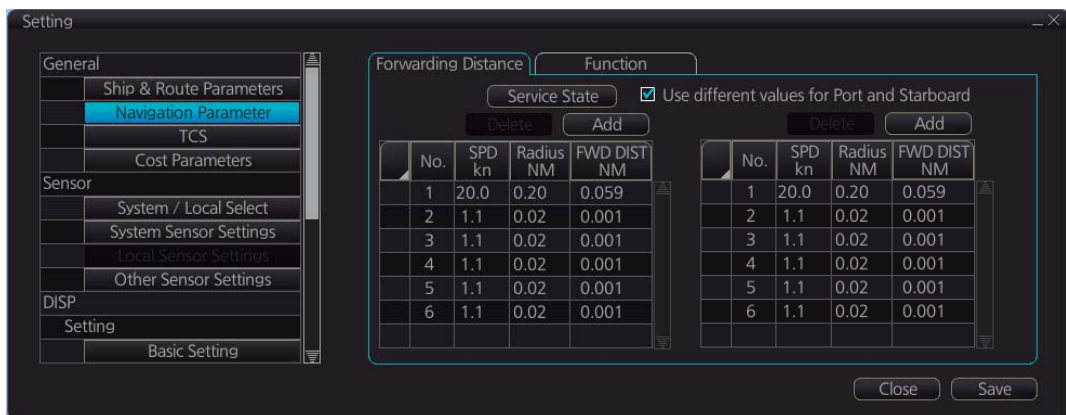 Setting
General
Ship & Route Parameters
Navigation Parameter
TCS
Cost Parameters
Sensor
System / Local Select
System Sensor Settings
Local Sensor Settings
Other Sensor Settings
DISP
Setting
Basic Setting
Forwarding Distance Function
Service State Use different values for Port and Starboard
Delete Add
No. SPD kn Radius NM FWD DIST NM
1 20.0 0.20 0.059
2 1.1 0.02 0.001
3 1.1 0.02 0.001
4 1.1 0.02 0.001
5 1.1 0.02 0.001
6 1.1 0.02 0.001
Delete Add
No. SPD kn Radius NM FWD DIST NM
1 20.0 0.20 0.059
2 1.1 0.02 0.001
3 1.1 0.02 0.001
4 1.1 0.02 0.001
5 1.1 0.02 0.001
6 1.1 0.02 0.001
Close Save